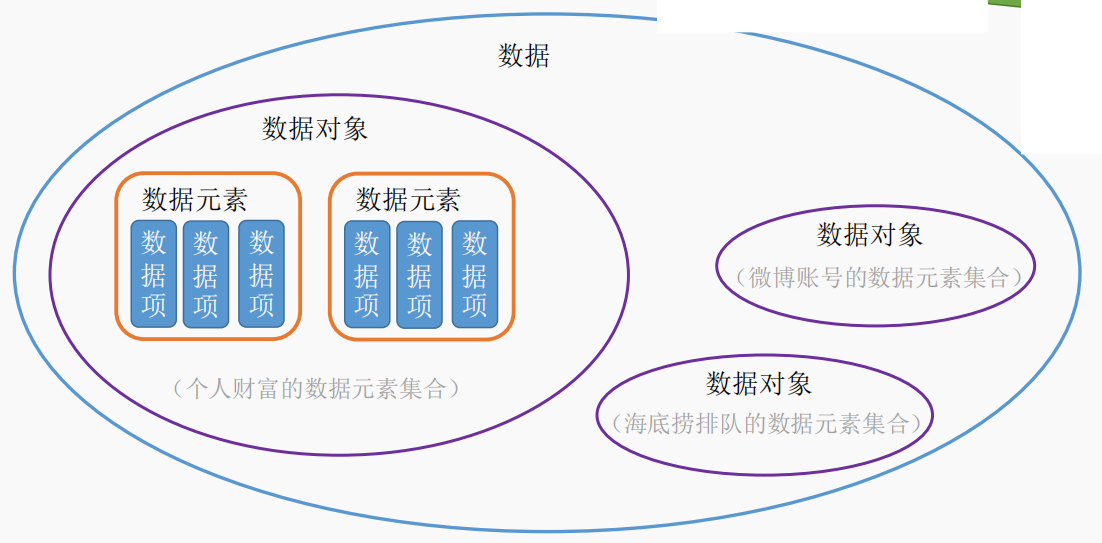 数据
数据对象
数据元素
数据项
数据项
数据项
数据元素
数据项
数据项
数据项
（个人财富的数据元素集合）
数据对象
（微博账号的数据元素集合）
数据对象
（海底捞排队的数据元素集合）